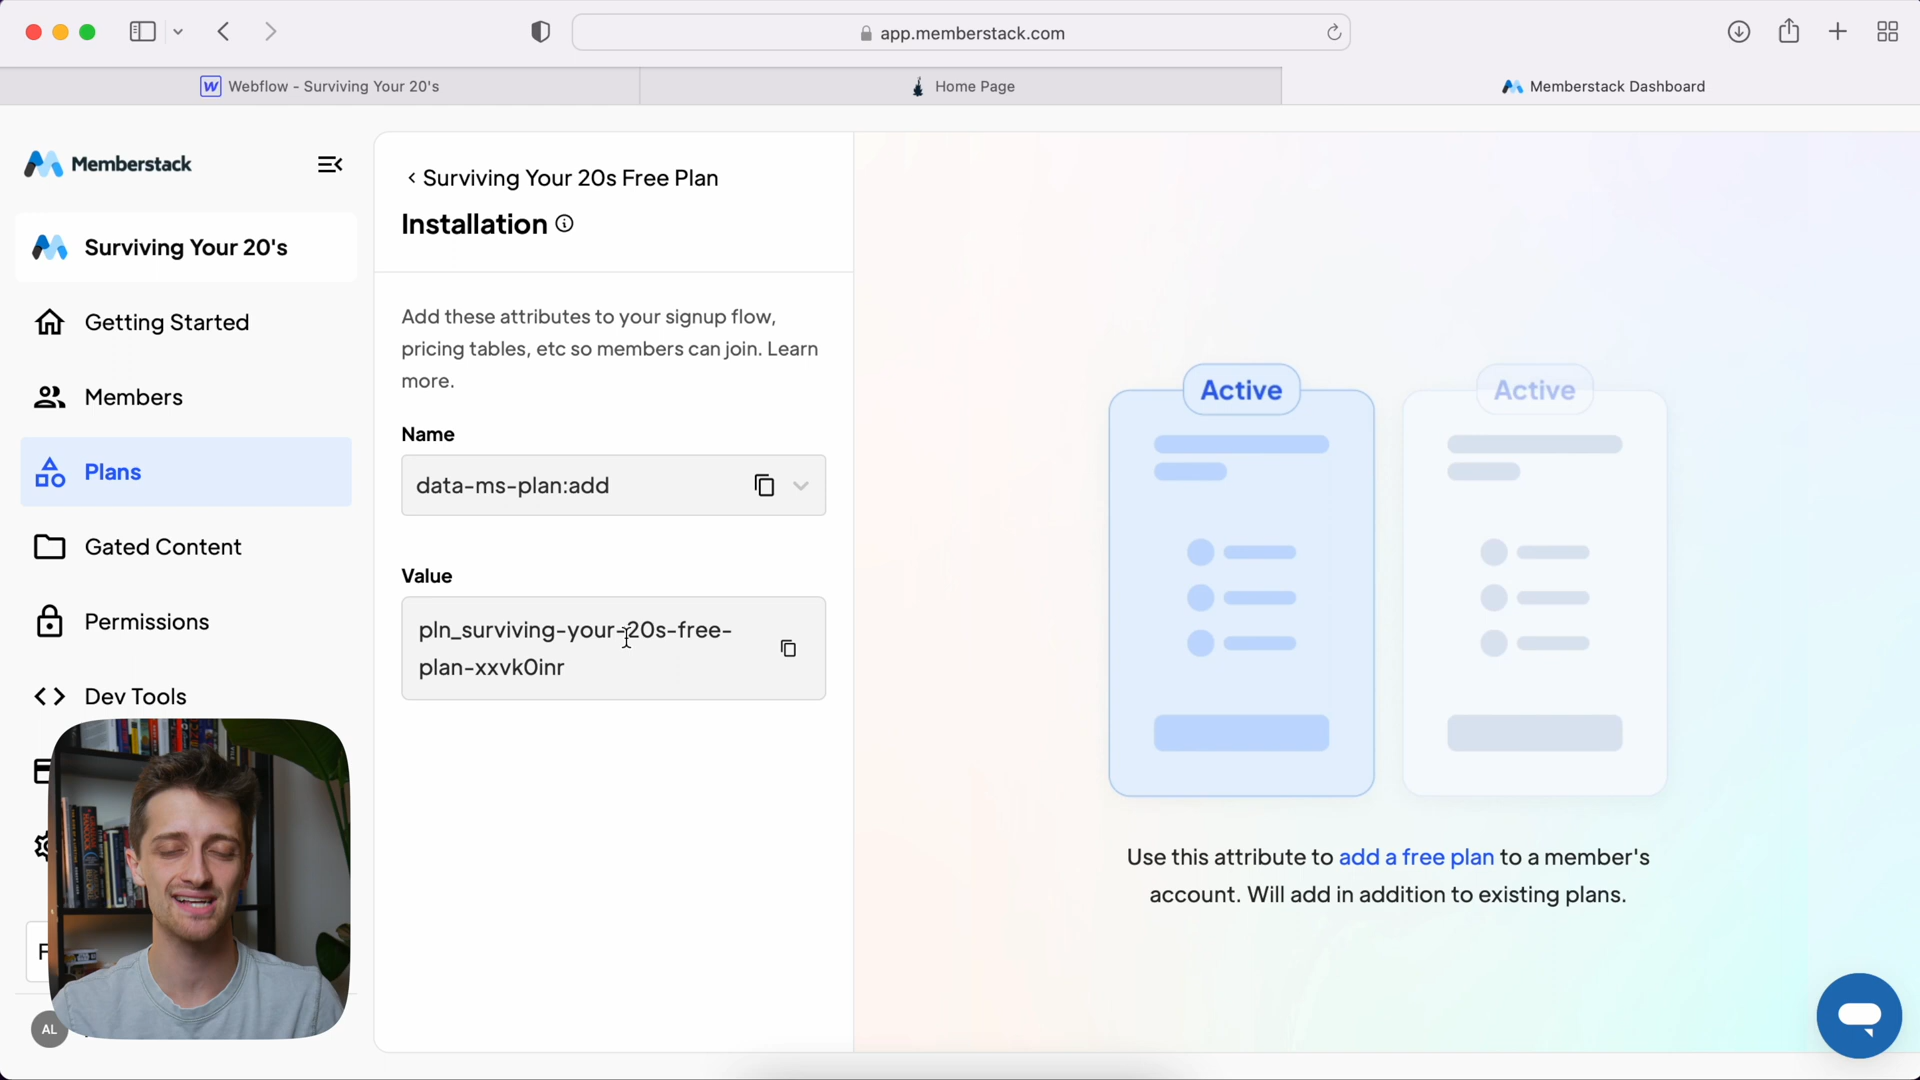 app.memberstack.com
Webflow - Surviving Your 20's
Home Page
Memberstack Dashboard
Memberstack
Surviving Your 20's
Getting Started
Members
Plans
Gated Content
Permissions
Dev Tools
AL
< Surviving Your 20s Free Plan
Installation
Add these attributes to your signup flow,
pricing tables, etc so members can join. Learn
more.
Name
data-ms-plan:add
Value
pln_surviving-your-20s-free-
plan-xxvk0inr
Active
Active
Use this attribute to add a free plan to a member's
account. Will add in addition to existing plans.